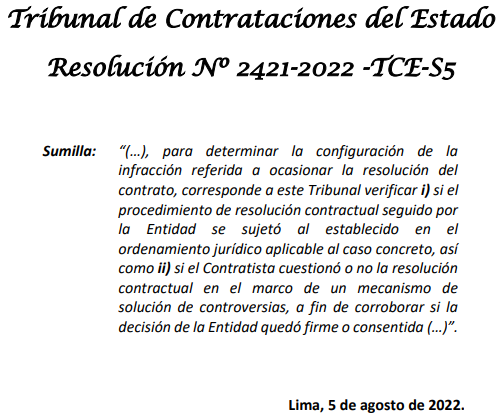 Tribunal de Contrataciones del Estado
Resolución Nº 2421-2022 -TCE-S5
Sumilla: “(…), para determinar la configuración de la
infracción referida a ocasionar la resolución del
contrato, corresponde a este Tribunal verificar i) si el
procedimiento de resolución contractual seguido por
la Entidad se sujetó al establecido en el
ordenamiento jurídico aplicable al caso concreto, así
como ii) si el Contratista cuestionó o no la resolución
contractual en el marco de un mecanismo de
solución de controversias, a fin de corroborar si la
decisión de la Entidad quedó firme o consentida (…)”.
Lima, 5 de agosto de 2022.